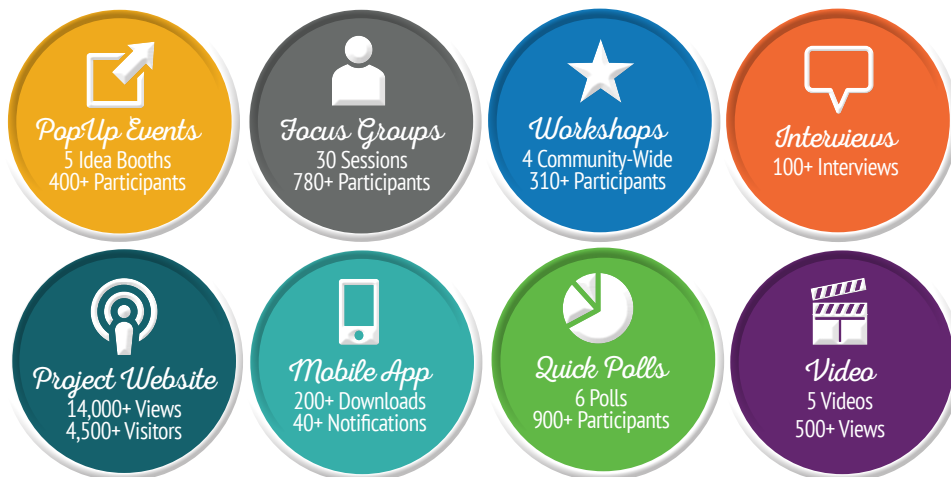 PopUp Events
5 Idea Booths
400+ Participants
Focus Groups
30 Sessions
780+ Participants
Workshops
4 Community-Wide
310+ Participants
Interviews
100+ Interviews
Project Website
14,000+ Views
4,500+ Visitors
Mobile App
200+ Downloads
40+ Notifications
Quick Polls
6 Polls
900+ Participants
Video
5 Videos
500+ Views